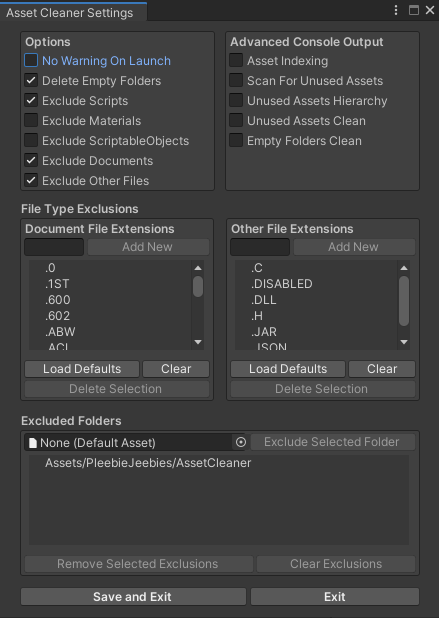 Asset Cleaner Settings
Options
No Warning On Launch
Delete Empty Folders
Exclude Scripts
Exclude Materials
Exclude ScriptableObjects
Exclude Documents
Exclude Other Files
Advanced Console Output
Asset Indexing
Scan For Unused Assets
Unused Assets Hierarchy
Unused Assets Clean
Empty Folders Clean
File Type Exclusions
Document File Extensions
Add New
.0
.1ST
.600
.602
.ABW
.ACL
Load Defaults Clear
Delete Selection
Other File Extensions
Add New
.C
.DISABLED
.DLL
.H
.JAR
.JSON
Load Defaults Clear
Delete Selection
Excluded Folders
None (Default Asset) Exclude Selected Folder
Assets/PleebieJeebies/AssetCleaner
Remove Selected Exclusions Clear Exclusions
Save and Exit Exit